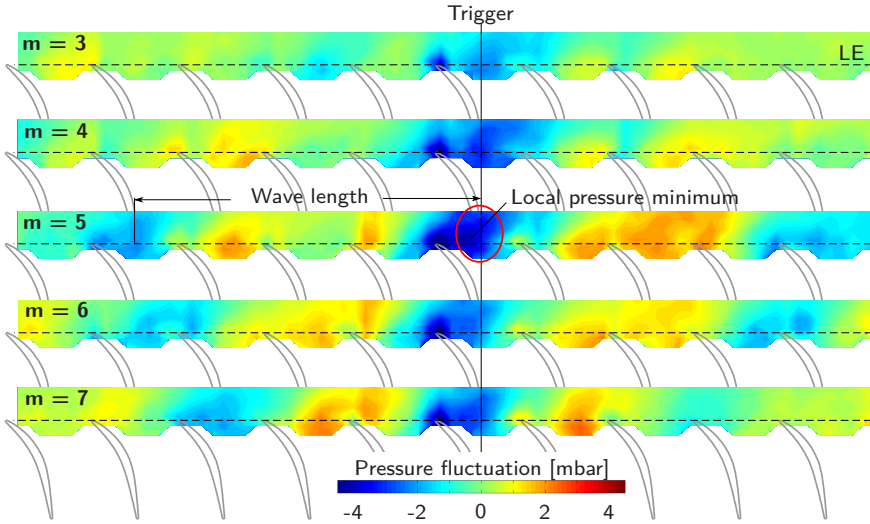 Trigger
m = 3
LE
m = 4
Wave length
Local pressure minimum
m = 5
m = 6
m = 7
Pressure fluctuation [mbar]
-4 -2 0 2 4